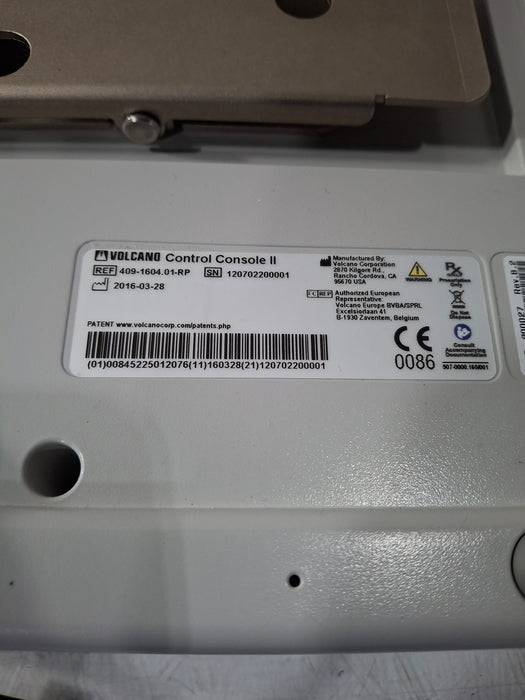 VOLCANO Control Console II
REF 409-1604.01-RP SN 120702200001
2016-03-28
PATENT www.volcanocorp.com/patents.php
(01)00845225012076(11)160328(21)120702200001
Manufactured By:
Volcano Corporation
2870 Kilgore Rd.,
Rancho Cordova, CA
95670 USA
EC REP Authorized European
Representative:
Volcano Europe BVBA/SPRL
Excelsiorlaan 41
B-1930 Zaventem, Belgium
CE
0086
WARNING
Rx
Prescription
Only
Do Not
Dispose
Consult
Accompanying
Documentation
Rev. B